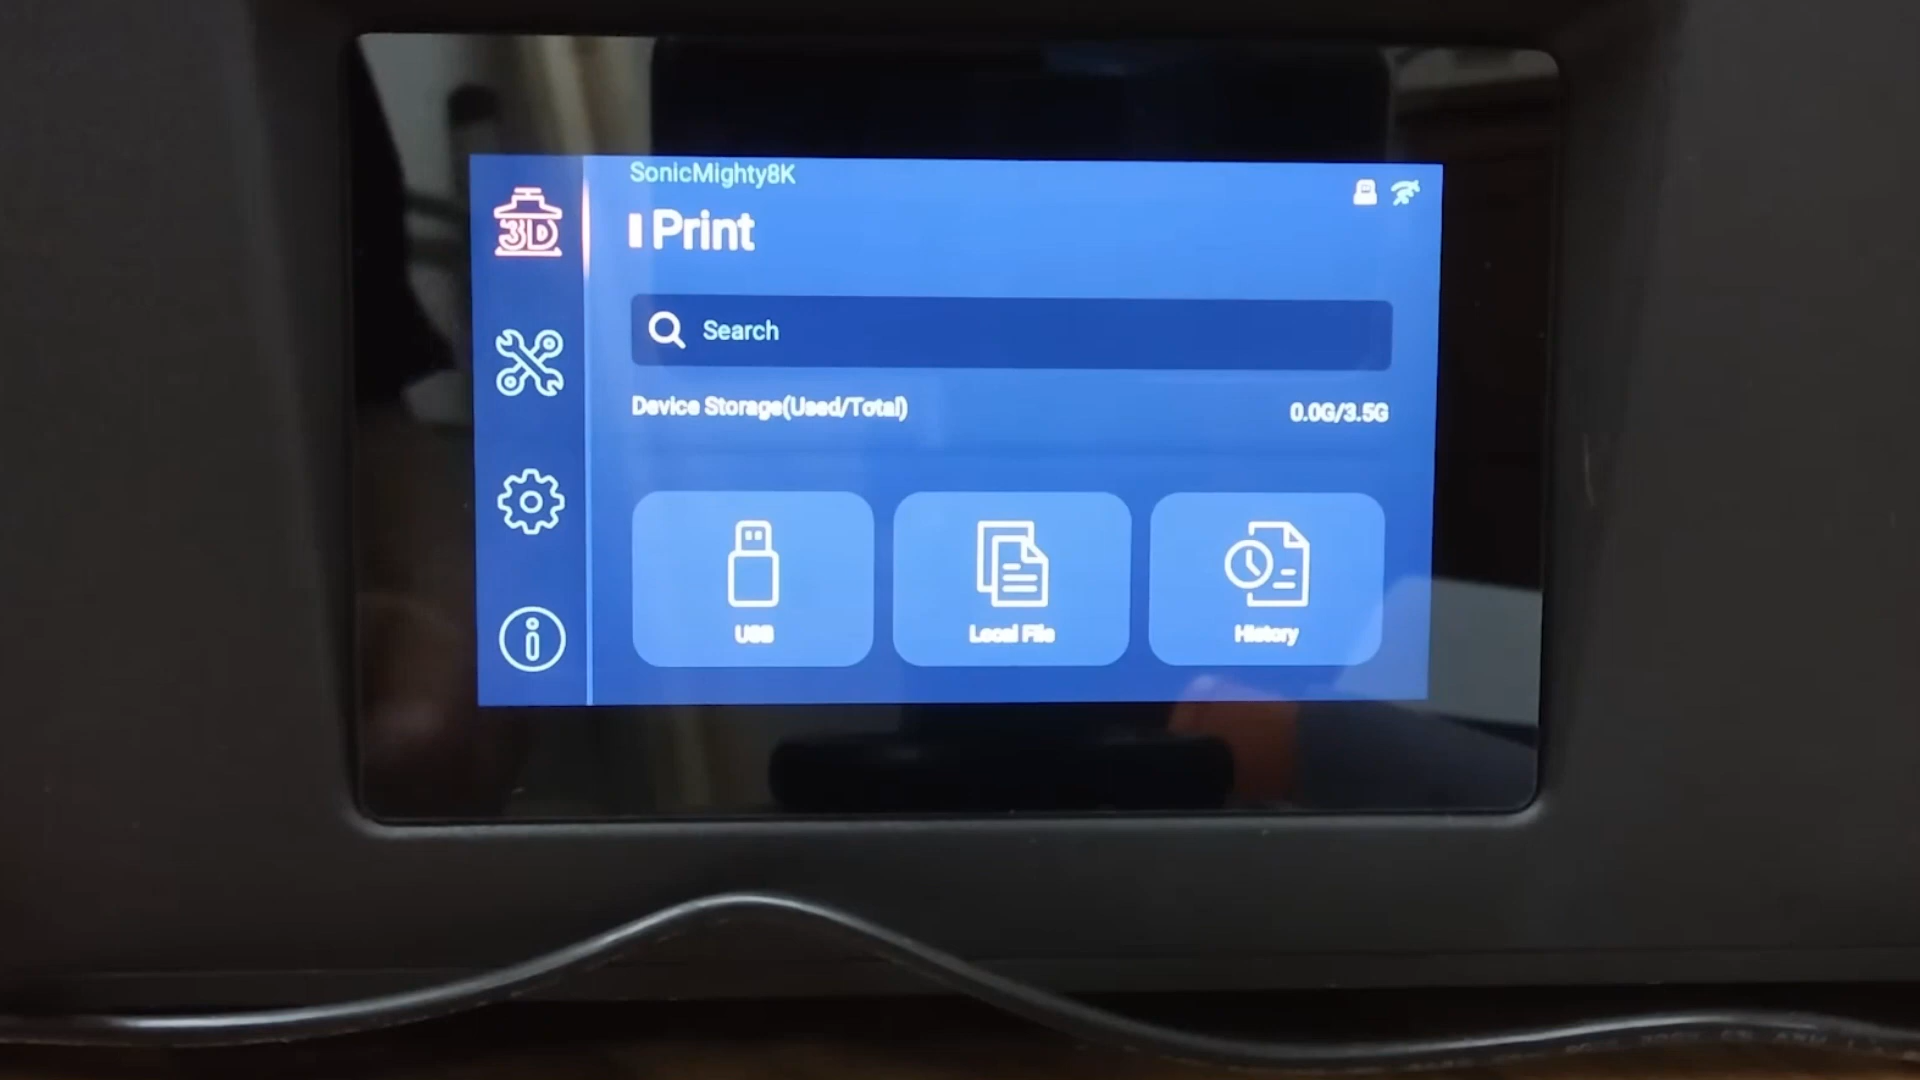 SonicMighty8K
Print
3D
Search
Device Storage(Used/Total) 0.0G/3.5G
USB
Local File
History